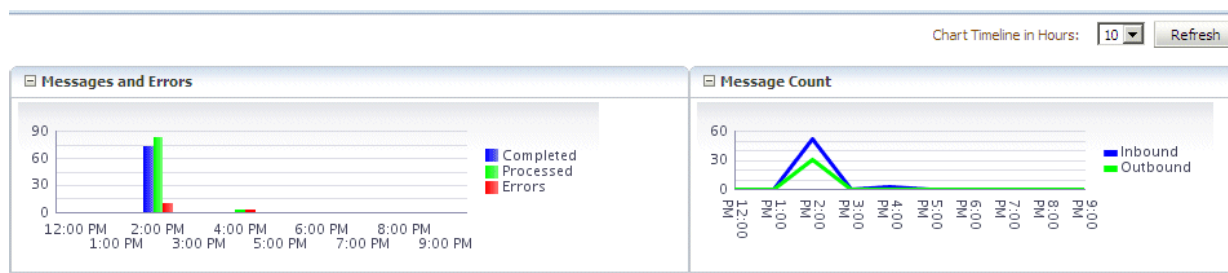 Chart Timeline in Hours: 10 Refresh
Messages and Errors
90
60
30
0
12:00 PM 2:00 PM 4:00 PM 6:00 PM 8:00 PM
1:00 PM 3:00 PM 5:00 PM 7:00 PM 9:00 PM
Completed
Processed
Errors
Message Count
60
30
0
12:00 PM
1:00 PM
2:00 PM
3:00 PM
4:00 PM
5:00 PM
6:00 PM
7:00 PM
8:00 PM
9:00 PM
Inbound
Outbound